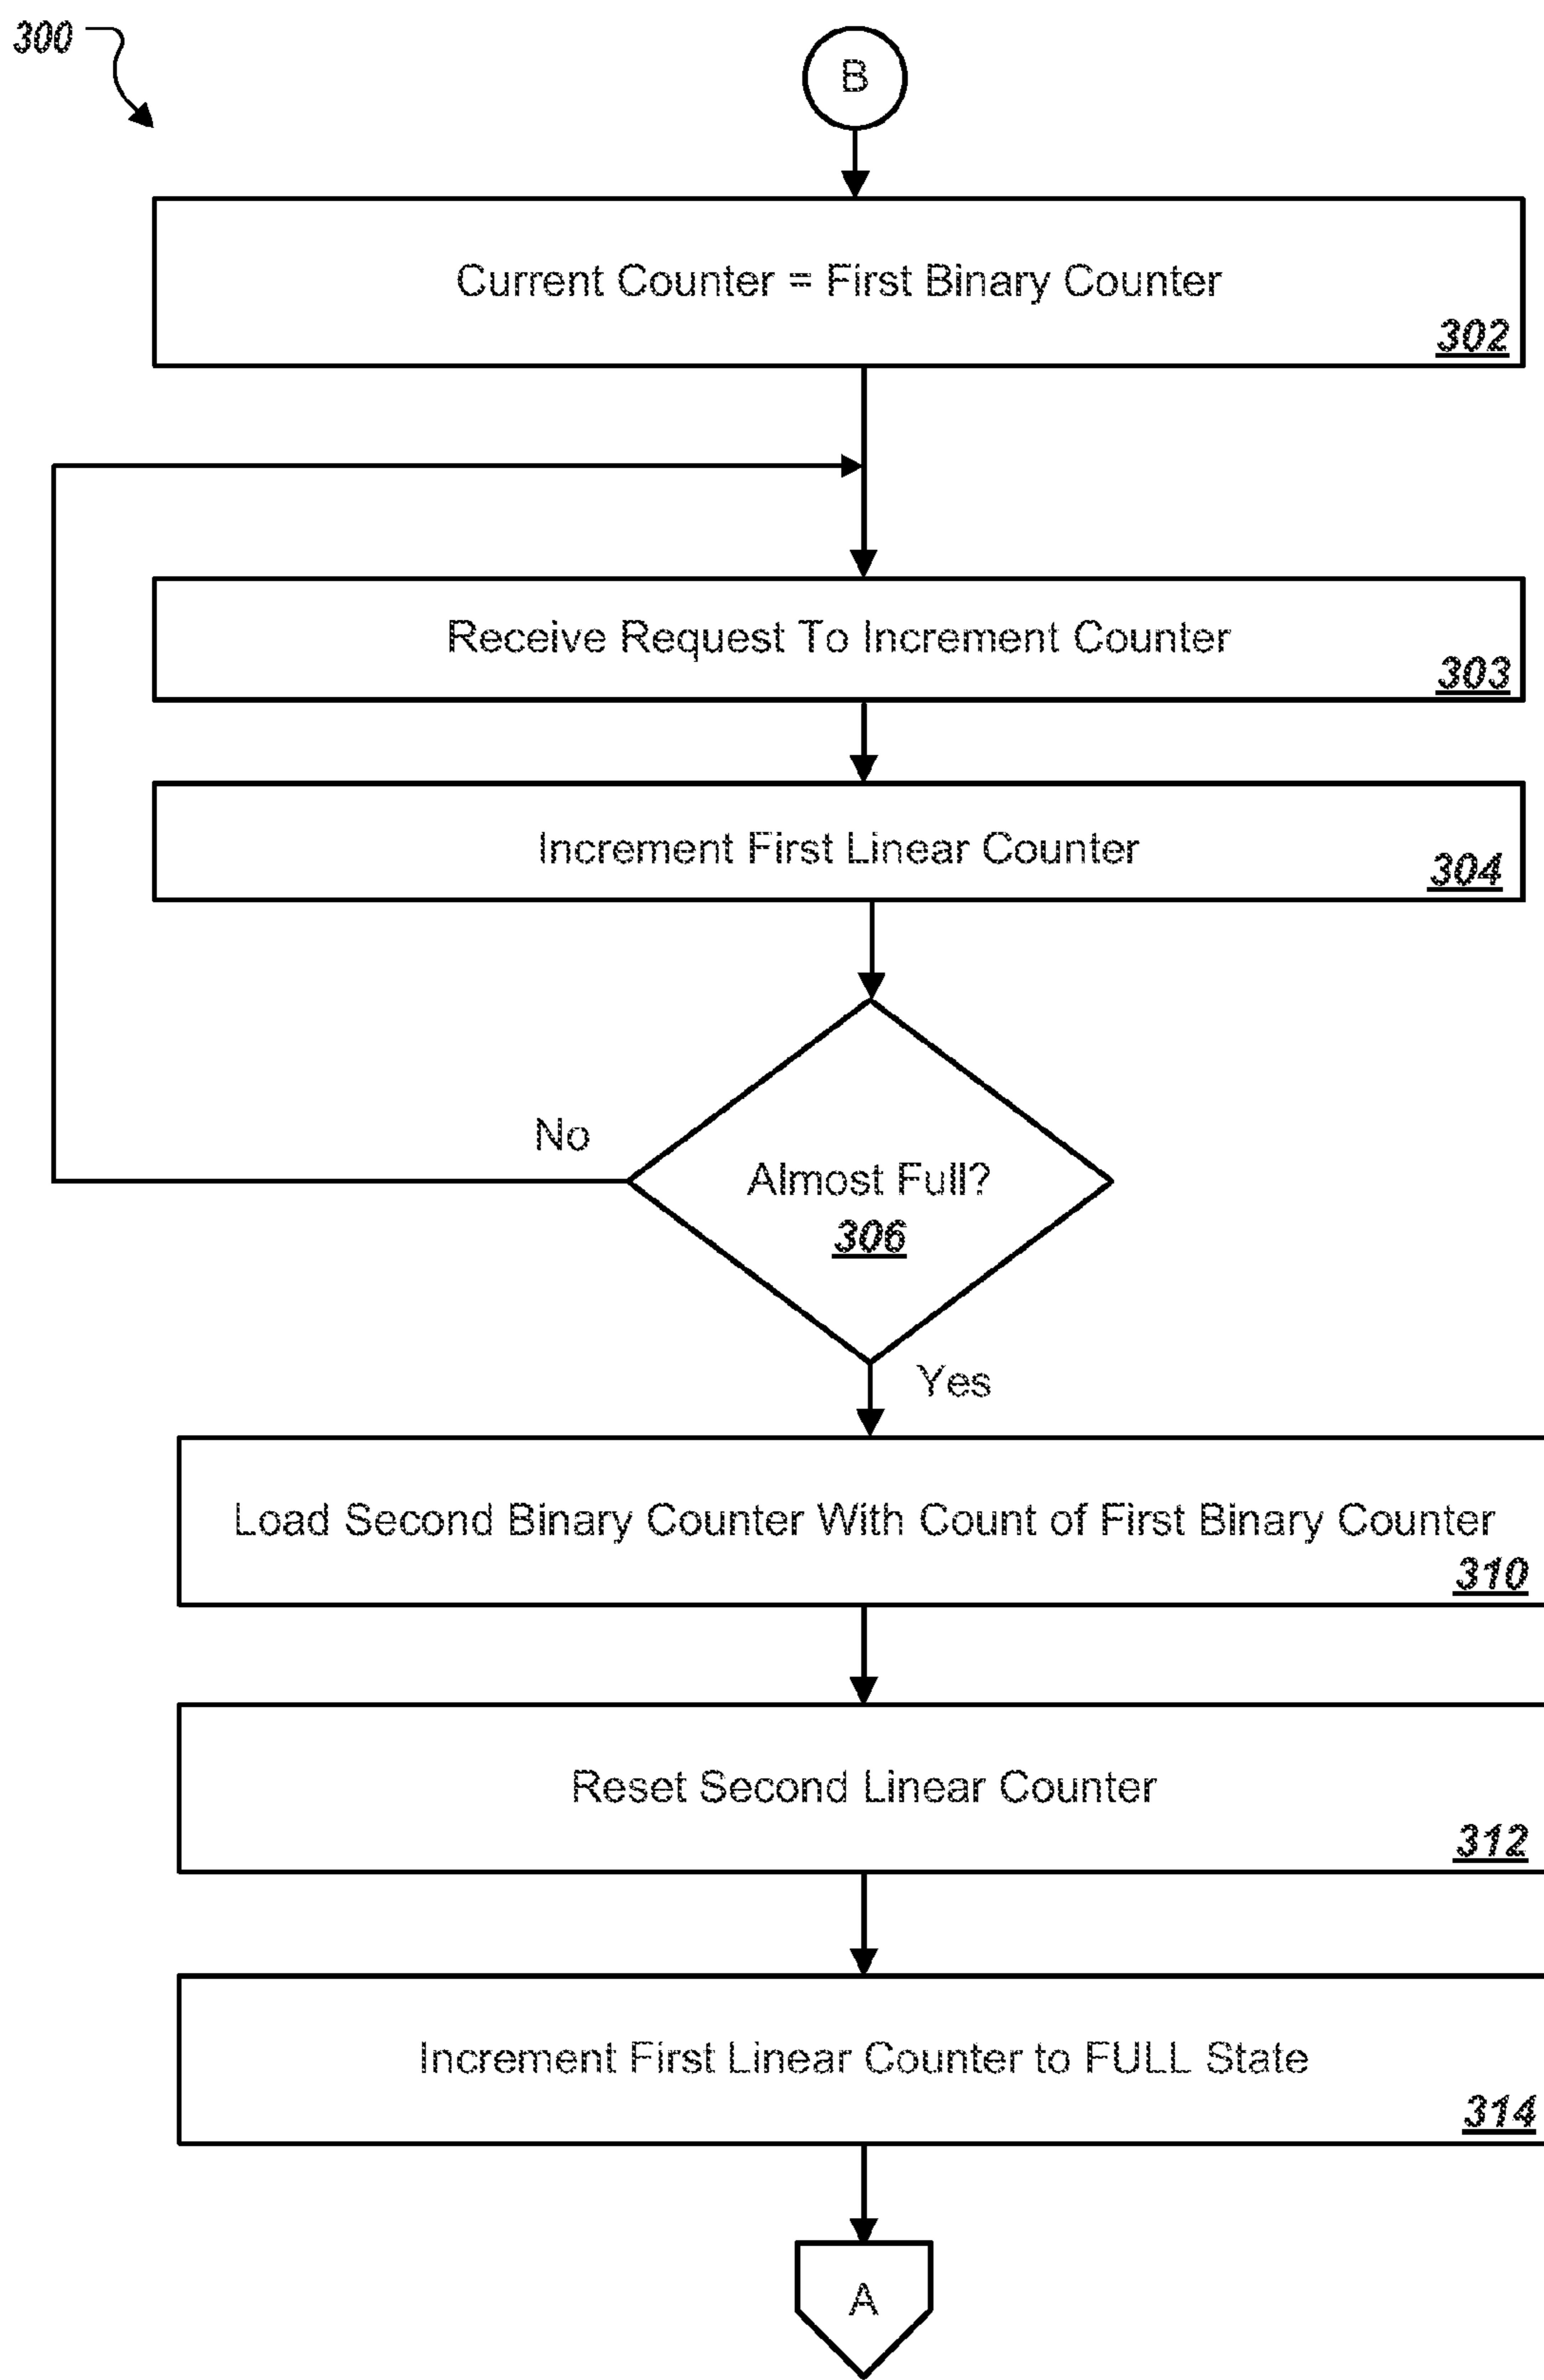 300
B
Current Counter = First Binary Counter
302
Receive Request To Increment Counter
303
Increment First Linear Counter
304
No
Almost Full?
306
Yes
Load Second Binary Counter With Count of First Binary Counter
310
Reset Second Linear Counter
312
Increment First Linear Counter to FULL State
314
A